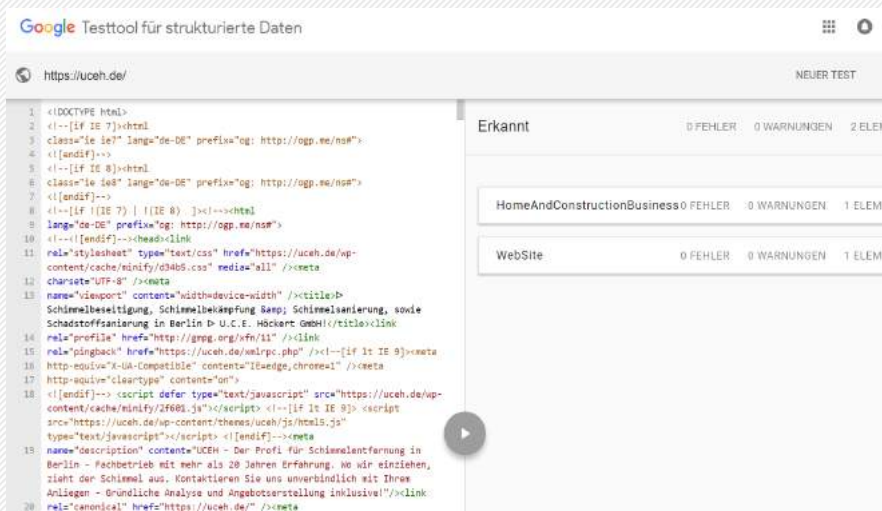 Google Testtool für strukturierte Daten
https://uceh.de/
NEUER TEST
1 <!DOCTYPE html>
2 <!--[if IE 7]><html
3 class="ie ie7" lang="de-DE" prefix="og: http://ogp.me/ns#">
4 <![endif]-->
5 <!--[if IE 8]><html
6 class="ie ie8" lang="de-DE" prefix="og: http://ogp.me/ns#">
7 <![endif]-->
8 <!--[if !(IE 7) | !(IE 8) ]><!--><html
9 lang="de-DE" prefix="og: http://ogp.me/ns#">
10 <!--<![endif]--><head><link
11 rel="stylesheet" type="text/css" href="https://uceh.de/wp-
content/cache/minify/d34b5.css" media="all" /><meta
12 charset="UTF-8" /><meta
13 name="viewport" content="width=device-width" /><title>ᐅ
Schimmelbeseitigung, Schimmelbekämpfung &amp; Schimmelsanierung, sowie
Schadstoffsanierung in Berlin ᐅ U.C.E. Höckert GmbH!</title><link
14 rel="profile" href="http://gmpg.org/xfn/11" /><link
15 rel="pingback" href="https://uceh.de/xmlrpc.php" /><!--[if lt IE 9]><meta
16 http-equiv="X-UA-Compatible" content="IE=edge,chrome=1" /><meta
17 http-equiv="cleartype" content="on">
18 <![endif]--> <script defer type="text/javascript" src="https://uceh.de/wp-
content/cache/minify/2f601.js"></script> <!--[if lt IE 9]> <script
src="https://uceh.de/wp-content/themes/uceh/js/html5.js"
type="text/javascript"></script> <![endif]--><meta
19 name="description" content="UCEH - Der Profi für Schimmelentfernung in
Berlin - Fachbetrieb mit mehr als 20 Jahren Erfahrung. Wo wir einziehen,
zieht der Schimmel aus. Kontaktieren Sie uns unverbindlich mit Ihrem
Anliegen - Gründliche Analyse und Angebotserstellung inklusive!"/><link
20 rel="canonical" href="https://uceh.de/" /><meta
Erkannt 0 FEHLER 0 WARNUNGEN 2 ELEM
HomeAndConstructionBusiness 0 FEHLER 0 WARNUNGEN 1 ELEM
WebSite 0 FEHLER 0 WARNUNGEN 1 ELEM